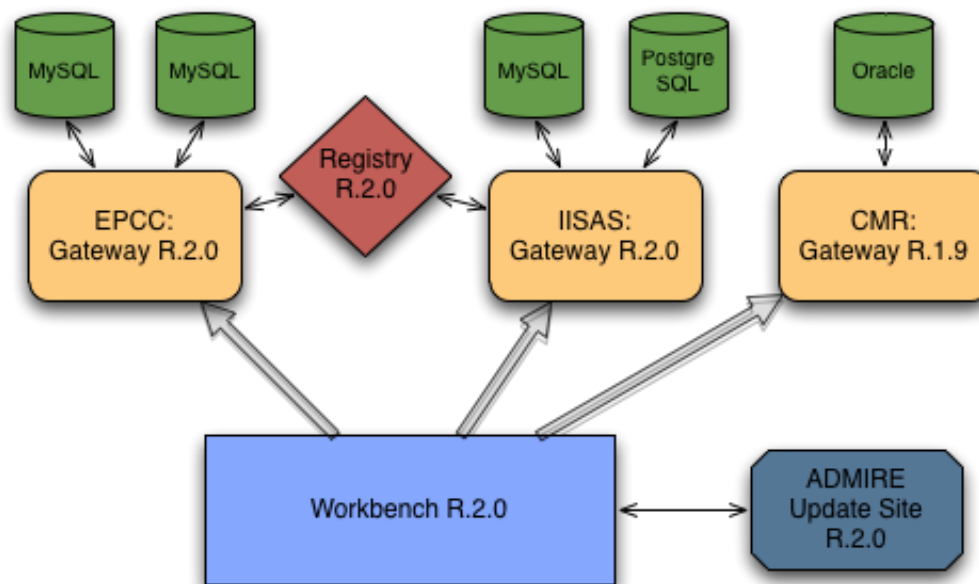 MySQL
MySQL
MySQL
Postgre
SQL
Oracle
Registry
R.2.0
EPCC:
Gateway R.2.0
IISAS:
Gateway R.2.0
CMR:
Gateway R.1.9
Workbench R.2.0
ADMIRE
Update Site
R.2.0